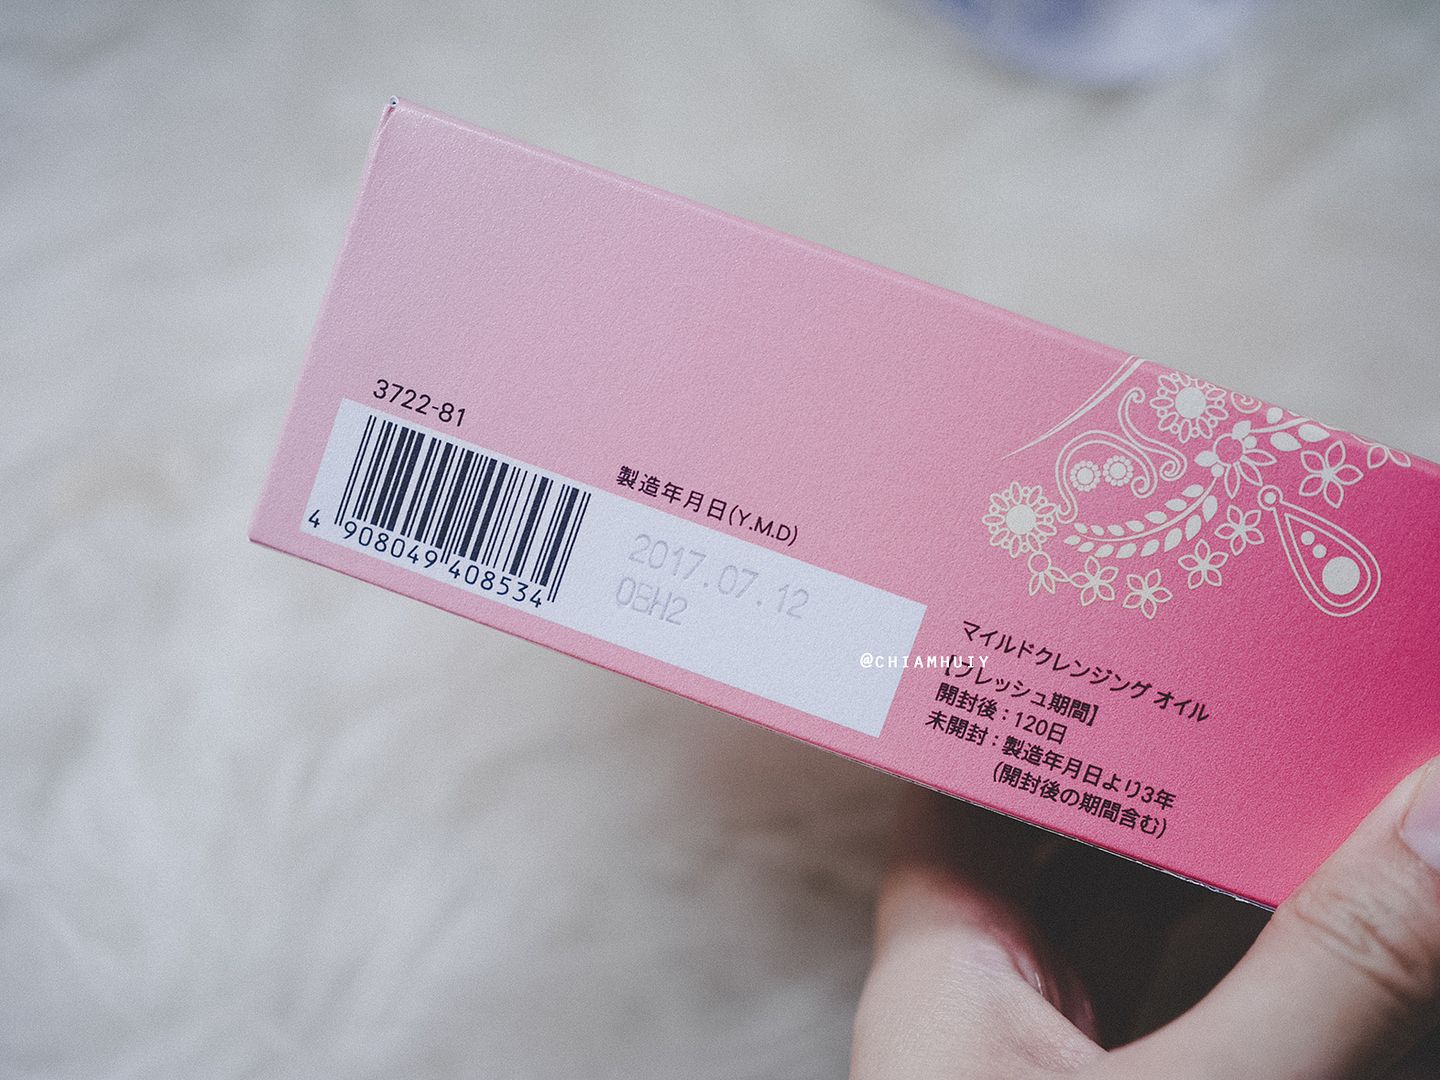 3722-81
4 908049 408534
製造年月日(Y.M.D)
2017.07.12
0BH2
@CHIAMHUIY
マイルドクレンジング オイル
【フレッシュ期間】
開封後：120日
未開封：製造年月日より3年
(開封後の期間含む)